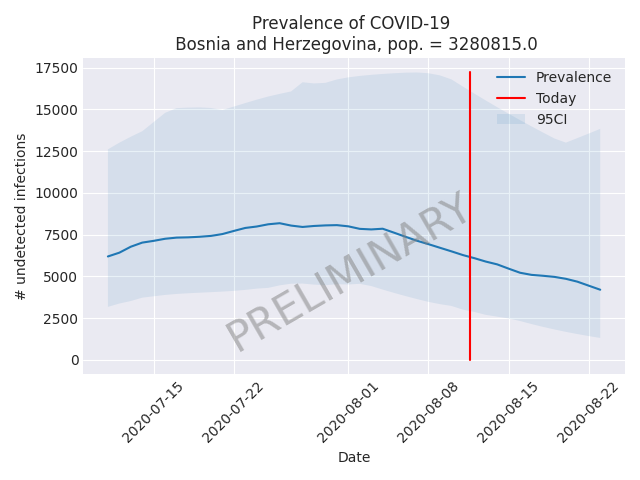 Prevalence of COVID-19
Bosnia and Herzegovina, pop. = 3280815.0
17500
15000
12500
10000
7500
5000
2500
0
# undetected infections
Prevalence
Today
95CI
PRELIMINARY
2020-07-15
2020-07-22
2020-08-01
2020-08-08
2020-08-15
2020-08-22
Date